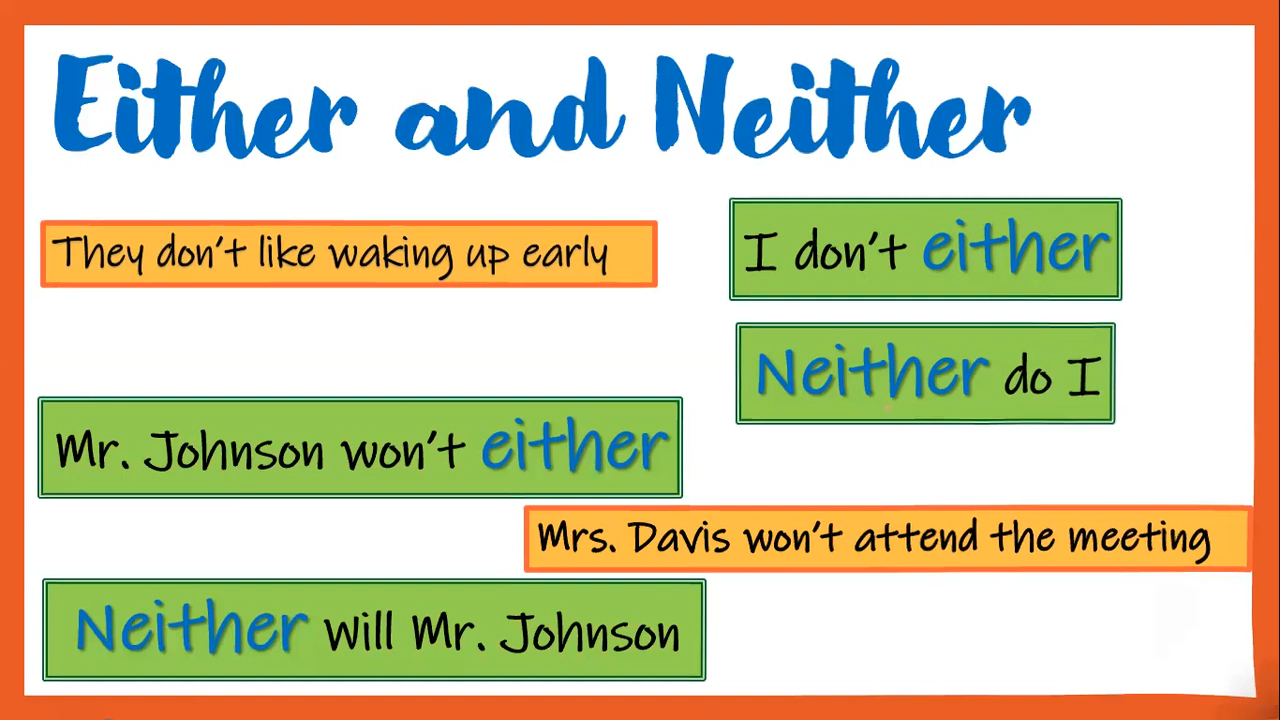 Either and Neither
They don't like waking up early
I don't either
Neither do I
Mr. Johnson won't either
Mrs. Davis won't attend the meeting
Neither will Mr. Johnson